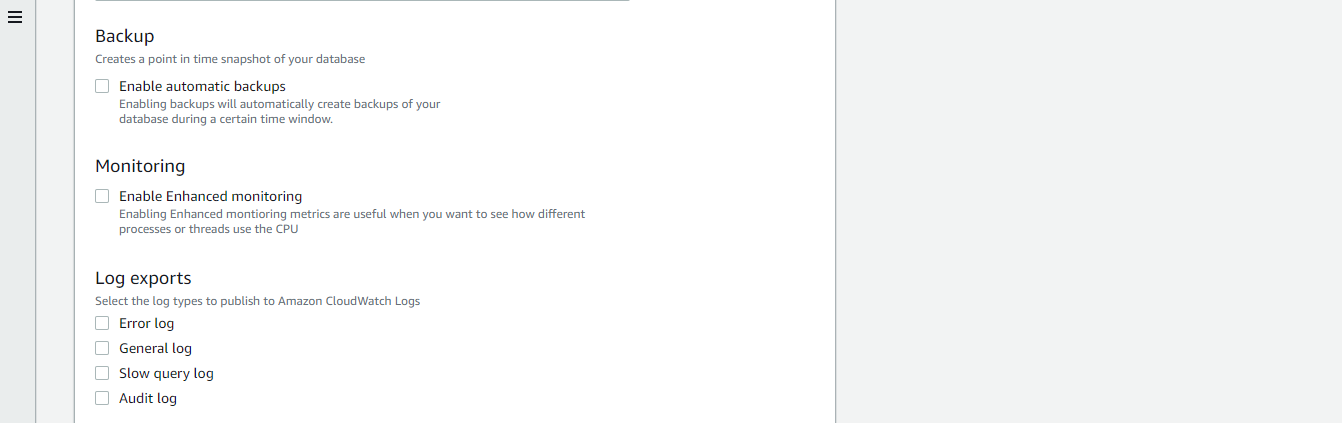 Backup
Creates a point in time snapshot of your database
Enable automatic backups
Enabling backups will automatically create backups of your
database during a certain time window.
Monitoring
Enable Enhanced monitoring
Enabling Enhanced montioring metrics are useful when you want to see how different
processes or threads use the CPU
Log exports
Select the log types to publish to Amazon CloudWatch Logs
Error log
General log
Slow query log
Audit log